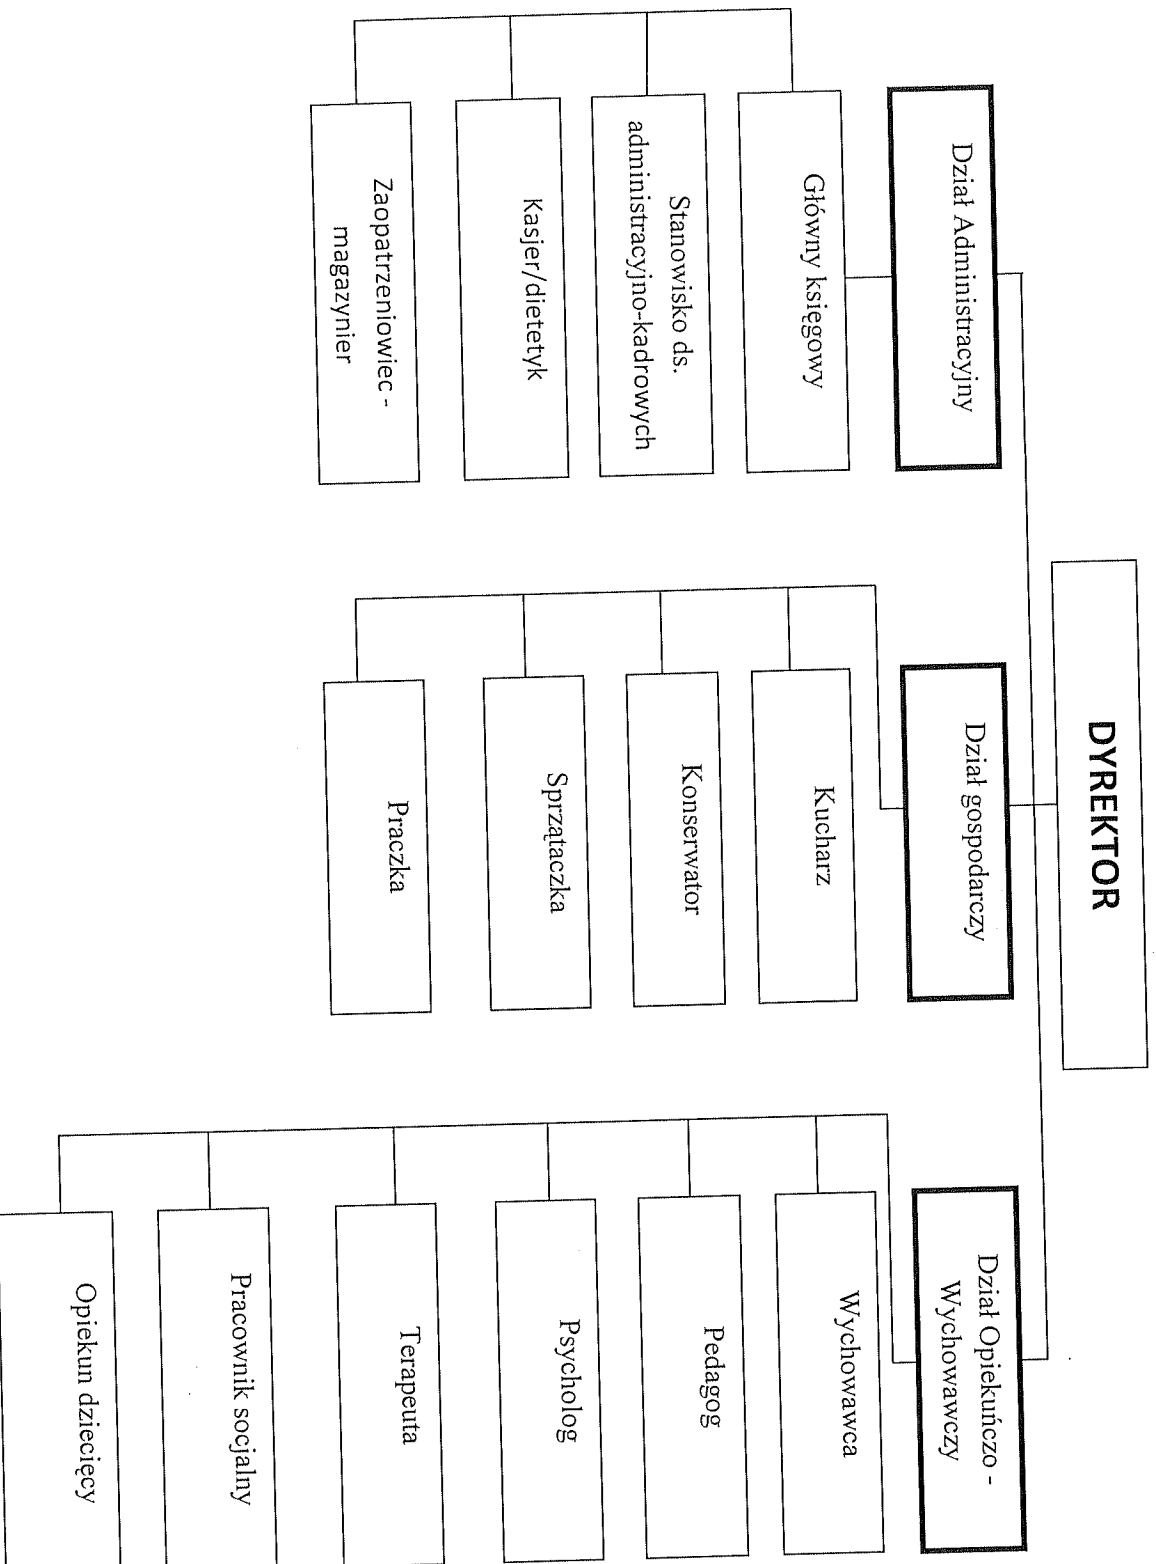 DYREKTOR
Dział Administracyjny
Główny księgowy
Stanowisko ds.
administracyjno-kadrowych
Kasjer/dietetyk
Zaopatrzeniowiec -
magazynier
Dział gospodarczy
Kucharz
Konserwator
Sprzątaczka
Praczka
Dział Opiekuńczo -
Wychowawczy
Wychowawca
Pedagog
Psycholog
Terapeuta
Pracownik socjalny
Opiekun dziecięcy